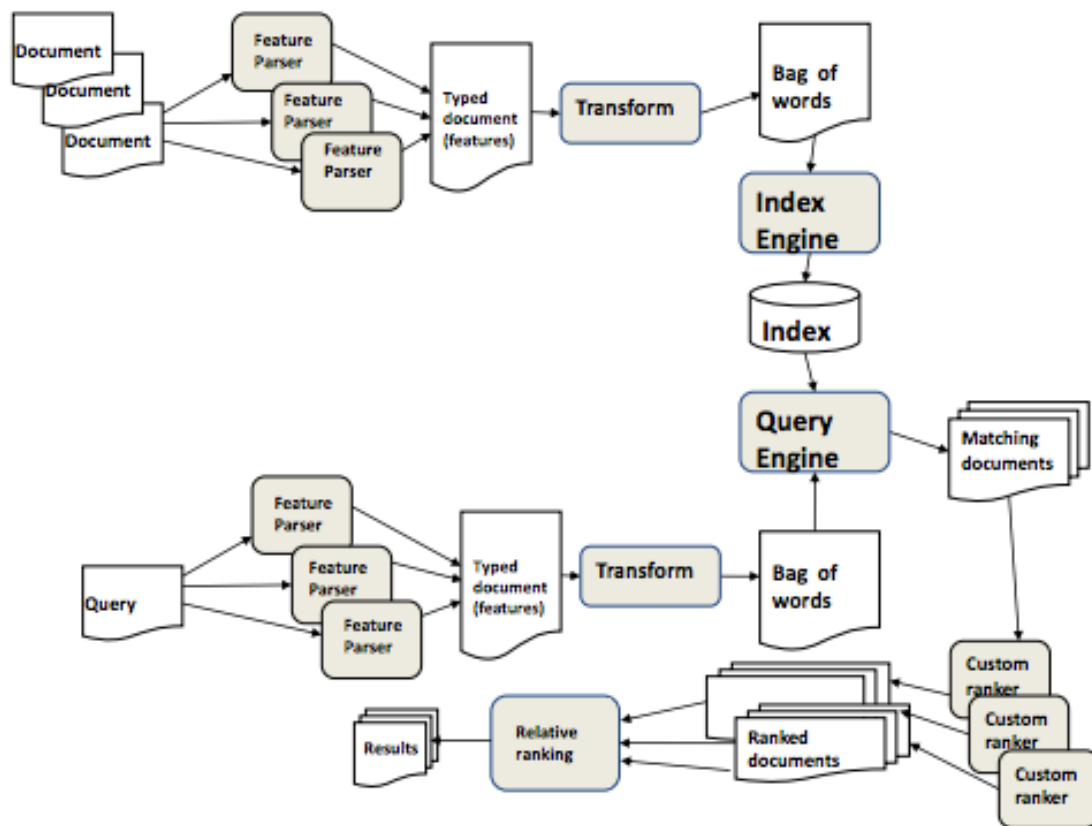 Document
Document
Document
Feature
Parser
Feature
Parser
Feature
Parser
Typed
document
(features)
Transform
Bag of
words
Index
Engine
Index
Query
Engine
Matching
documents
Query
Feature
Parser
Feature
Parser
Feature
Parser
Typed
document
(features)
Transform
Bag of
words
Custom
ranker
Custom
ranker
Custom
ranker
Ranked
documents
Relative
ranking
Results